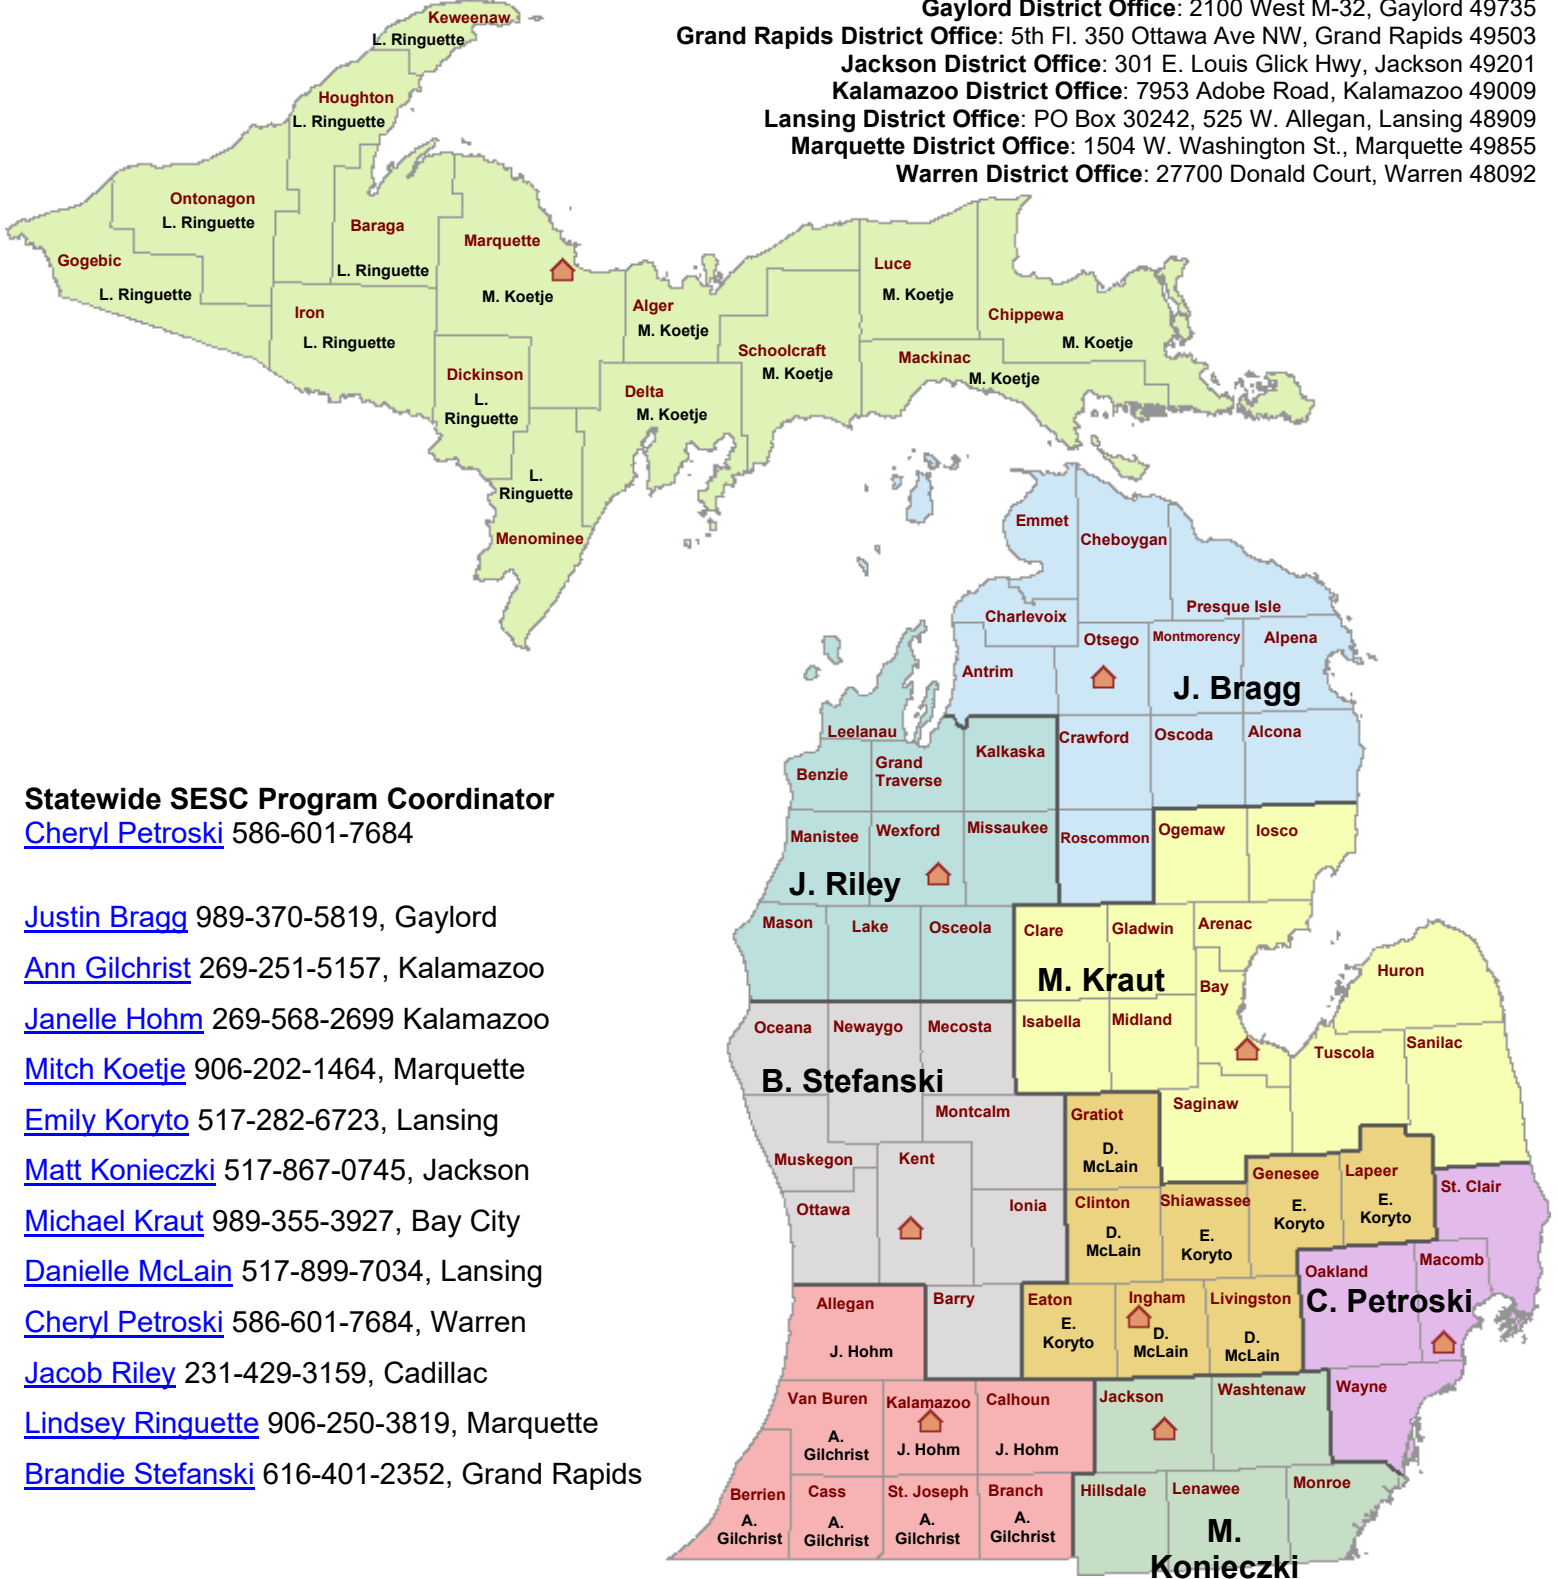 Gaylord District Office: 2100 West M-32, Gaylord 49735
Grand Rapids District Office: 5th Fl. 350 Ottawa Ave NW, Grand Rapids 49503
Jackson District Office: 301 E. Louis Glick Hwy, Jackson 49201
Kalamazoo District Office: 7953 Adobe Road, Kalamazoo 49009
Lansing District Office: PO Box 30242, 525 W. Allegan, Lansing 48909
Marquette District Office: 1504 W. Washington St., Marquette 49855
Warren District Office: 27700 Donald Court, Warren 48092
Keweenaw
L. Ringuette
Houghton
L. Ringuette
Ontonagon
L. Ringuette
Baraga
L. Ringuette
Gogebic
L. Ringuette
Marquette
M. Koetje
Iron
L. Ringuette
Alger
M. Koetje
Luce
M. Koetje
Chippewa
M. Koetje
Schoolcraft
M. Koetje
Mackinac
M. Koetje
Dickinson
L.
Ringuette
Delta
M. Koetje
L.
Ringuette
Menominee
Emmet
Cheboygan
Presque Isle
Charlevoix
Otsego
Montmorency
Alpena
Antrim
J. Bragg
Crawford
Oscoda
Alcona
Roscommon
Leelanau
Benzie
Grand
Traverse
Kalkaska
Manistee
Wexford
Missaukee
J. Riley
Mason
Lake
Osceola
Ogemaw
Iosco
Clare
Gladwin
Arenac
M. Kraut
Bay
Isabella
Midland
Huron
Tuscola
Sanilac
Saginaw
Oceana
Newaygo
Mecosta
B. Stefanski
Montcalm
Muskegon
Kent
Ottawa
Ionia
Barry
Gratiot
D.
McLain
Clinton
D.
McLain
Shiawassee
E.
Koryto
Genesee
E.
Koryto
Lapeer
E.
Koryto
Eaton
E.
Koryto
Ingham
D.
McLain
Livingston
D.
McLain
St. Clair
Macomb
Oakland
C. Petroski
Wayne
Allegan
J. Hohm
Van Buren
A.
Gilchrist
Kalamazoo
J. Hohm
Calhoun
J. Hohm
Berrien
A.
Gilchrist
Cass
A.
Gilchrist
St. Joseph
A.
Gilchrist
Branch
A.
Gilchrist
Jackson
Washtenaw
Hillsdale
Lenawee
Monroe
M.
Konieczki
Statewide SESC Program Coordinator
Cheryl Petroski 586-601-7684
Justin Bragg 989-370-5819, Gaylord
Ann Gilchrist 269-251-5157, Kalamazoo
Janelle Hohm 269-568-2699 Kalamazoo
Mitch Koetje 906-202-1464, Marquette
Emily Koryto 517-282-6723, Lansing
Matt Konieczki 517-867-0745, Jackson
Michael Kraut 989-355-3927, Bay City
Danielle McLain 517-899-7034, Lansing
Cheryl Petroski 586-601-7684, Warren
Jacob Riley 231-429-3159, Cadillac
Lindsey Ringuette 906-250-3819, Marquette
Brandie Stefanski 616-401-2352, Grand Rapids